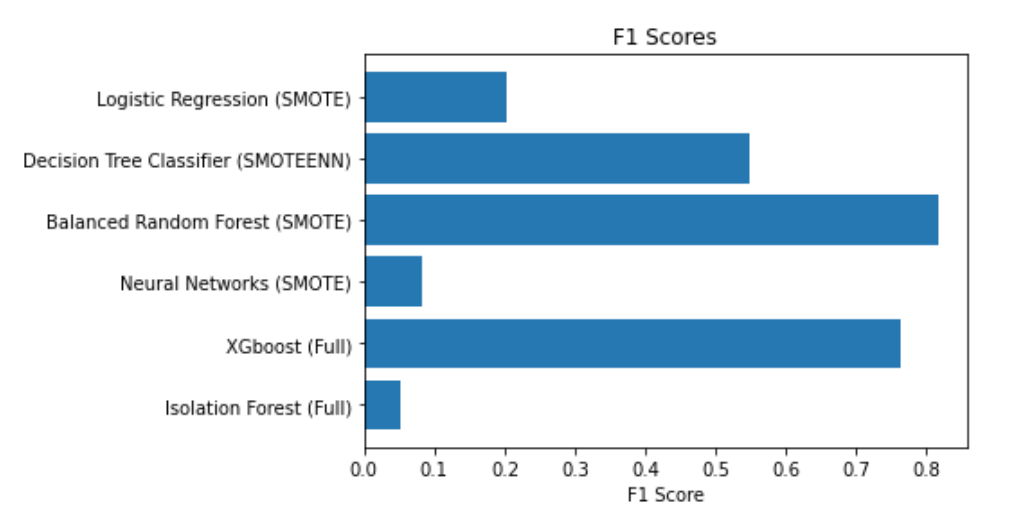 F1 Scores
Logistic Regression (SMOTE)
Decision Tree Classifier (SMOTEENN)
Balanced Random Forest (SMOTE)
Neural Networks (SMOTE)
XGboost (Full)
Isolation Forest (Full)
0.0 0.1 0.2 0.3 0.4 0.5 0.6 0.7 0.8
F1 Score